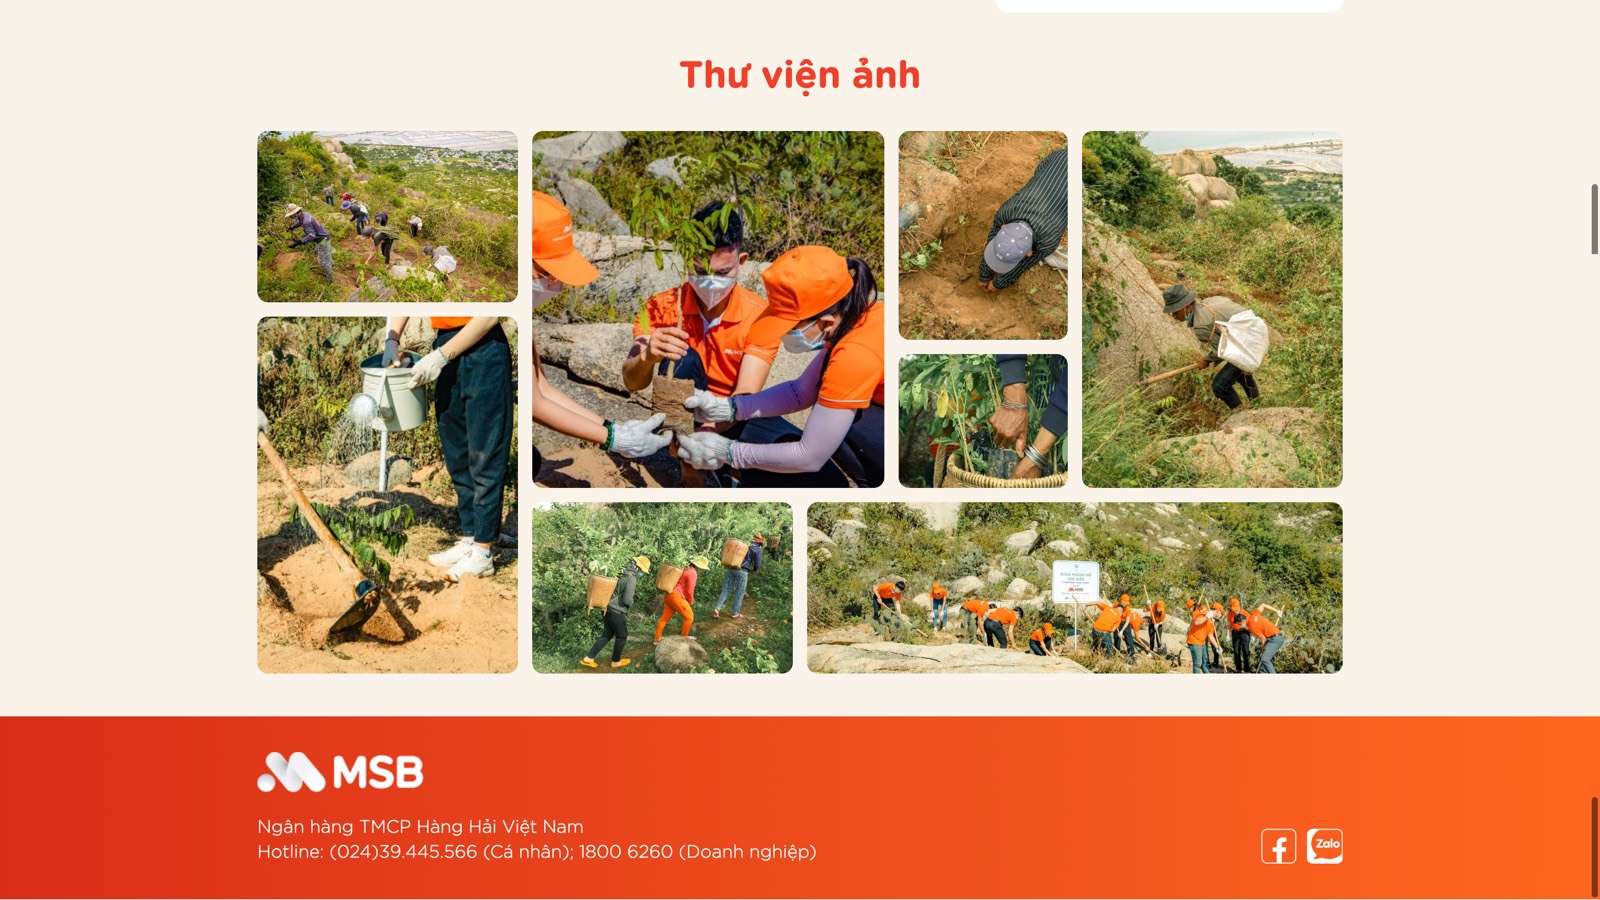 Thư viện ảnh
MSB
MSB
Ngân hàng TMCP Hàng Hải Việt Nam
Hotline: (024)39.445.566 (Cá nhân); 1800 6260 (Doanh nghiệp)
Zalo